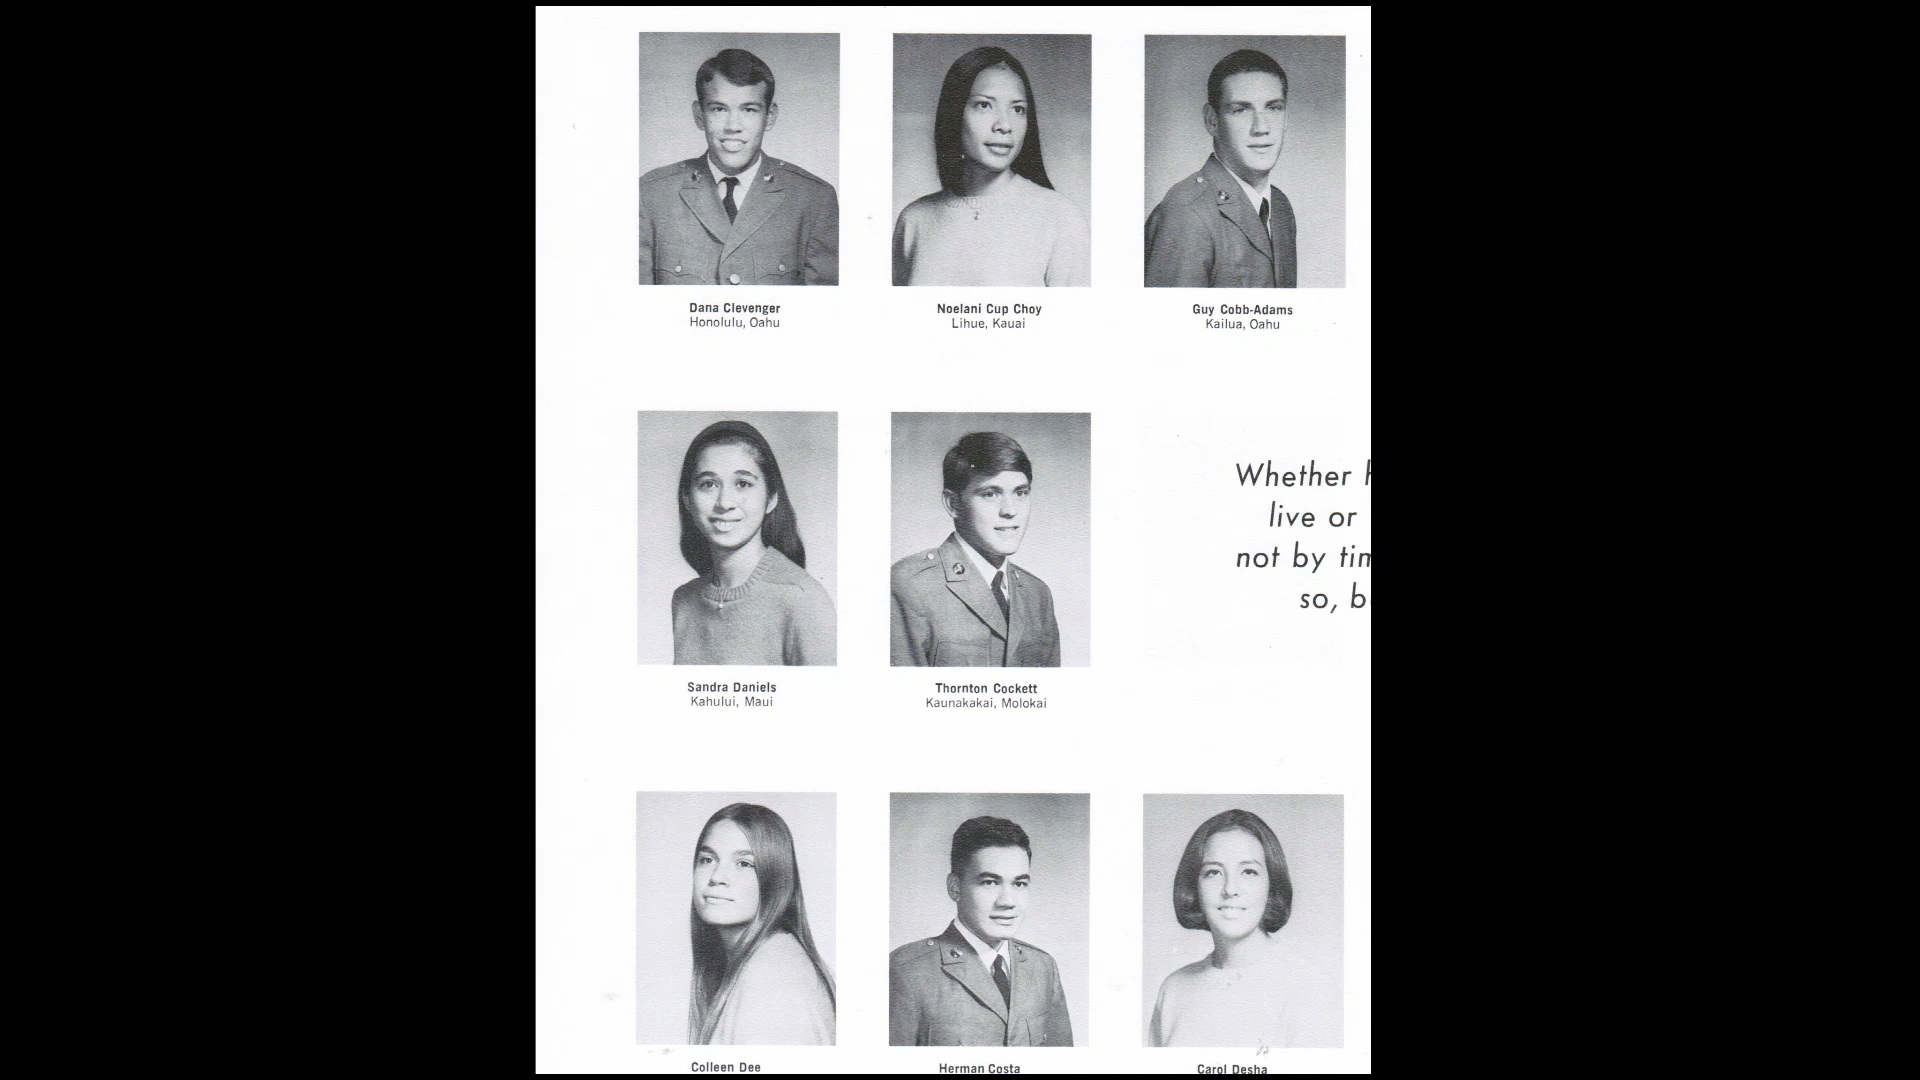 Dana Clevenger
Honolulu, Oahu
Noelani Cup Choy
Lihue, Kauai
Guy Cobb-Adams
Kailua, Oahu
Sandra Daniels
Kahului, Maui
Thornton Cockett
Kaunakakai, Molokai
Whether
live or
not by
so,
Colleen Dee
Herman Costa
Carol Desha